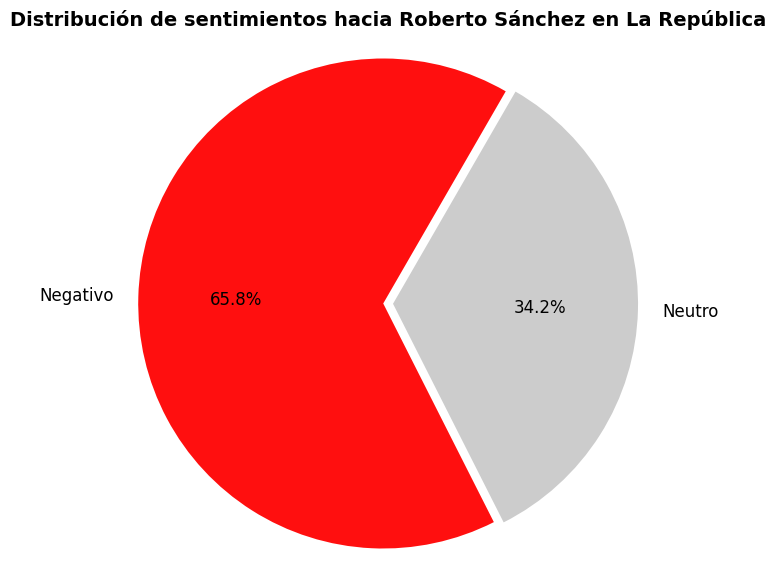 Distribución de sentimientos hacia Roberto Sánchez en La República
Negativo
65.8%
34.2%
Neutro